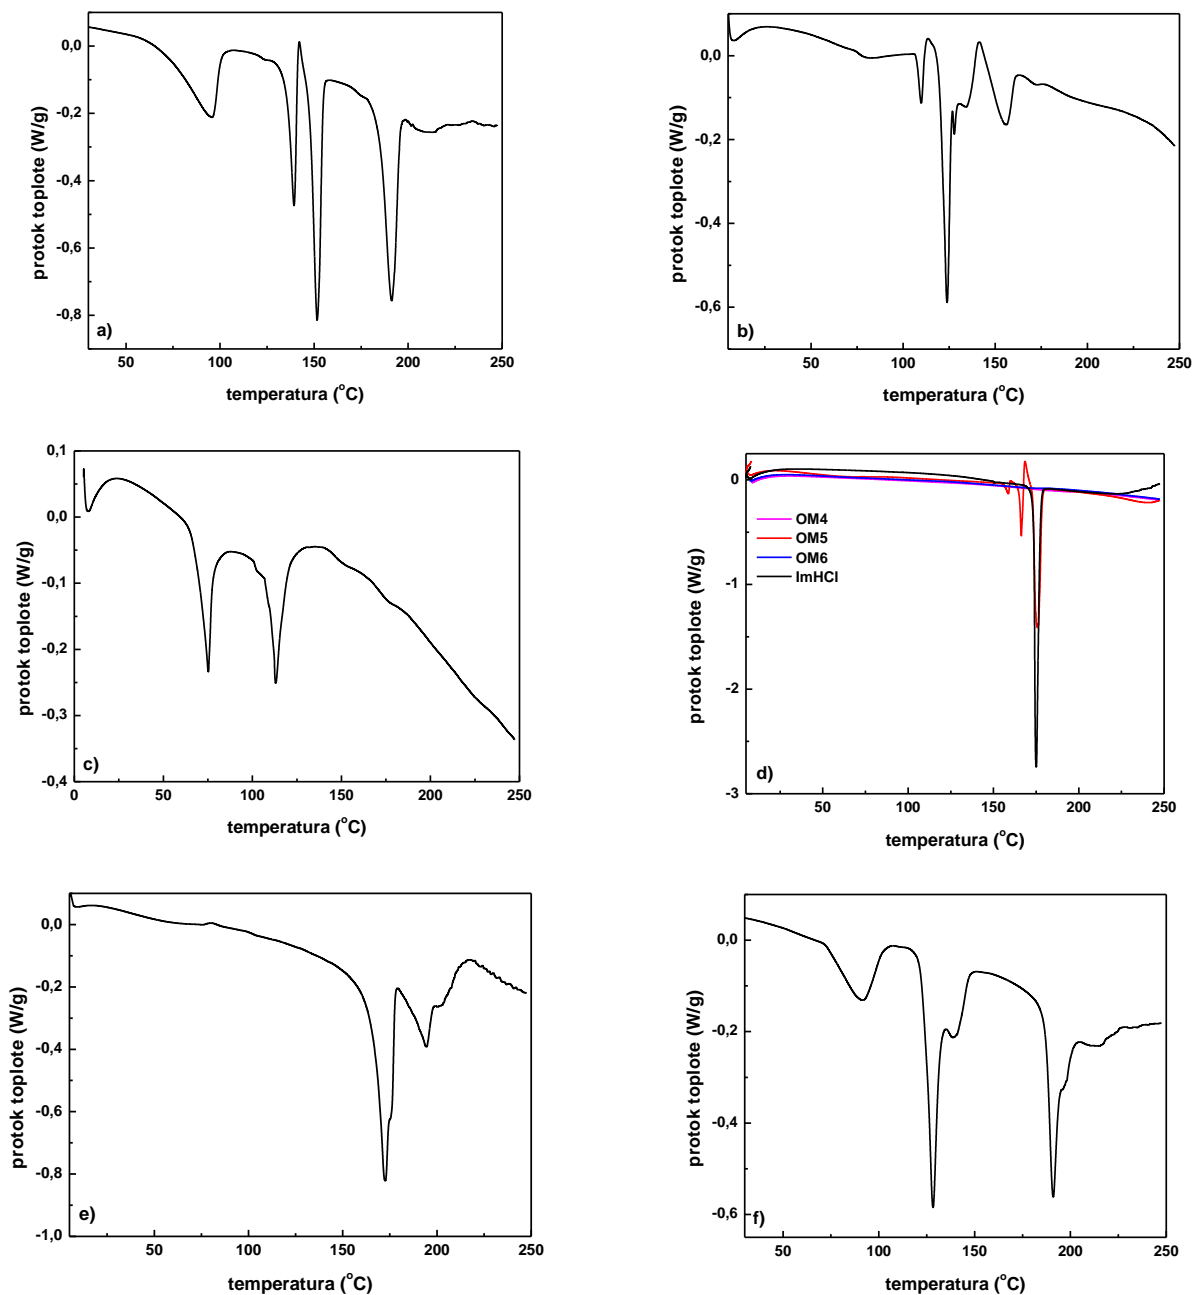 0,0
-0,2
-0,4
-0,6
-0,8
50
100
150
200
250
protok toplote (W/g)
temperatura (°C)
a)
0,0
-0,2
-0,4
-0,6
50
100
150
200
250
protok toplote (W/g)
temperatura (°C)
b)
0,1
0,0
-0,1
-0,2
-0,3
-0,4
0
50
100
150
200
250
protok toplote (W/g)
temperatura (°C)
c)
0
-1
-2
-3
50
100
150
200
250
OM4
OM5
OM6
ImHCl
protok toplote (W/g)
temperatura (°C)
d)
0,0
-0,2
-0,4
-0,6
-0,8
-1,0
50
100
150
200
250
protok toplote (W/g)
temperatura (°C)
e)
0,0
-0,2
-0,4
-0,6
50
100
150
200
250
protok toplote (W/g)
temperatura (°C)
f)